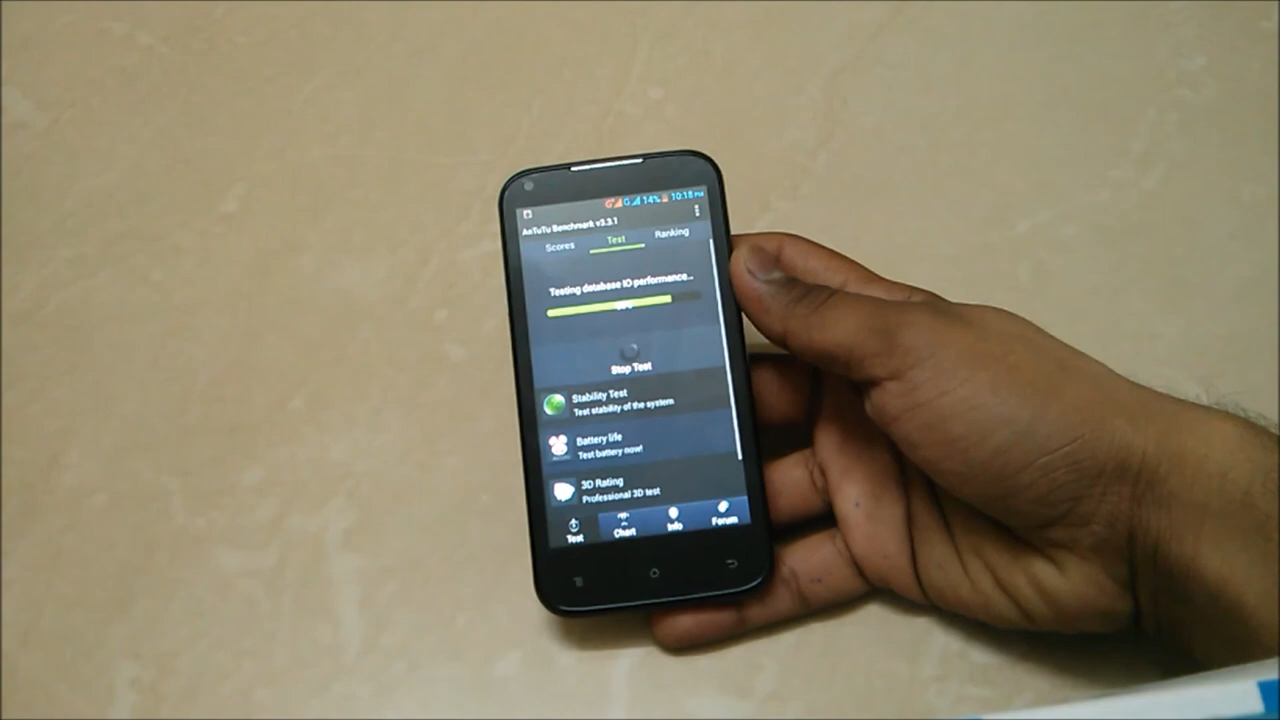 G G 14% 10:18 PM
AnTuTu Benchmark v3.3.1
Scores Test Ranking
Testing database IO performance...
Stop Test
Stability Test
Test stability of the system
Battery life
Test battery now!
3D Rating
Professional 3D test
Test Chart Info Forum